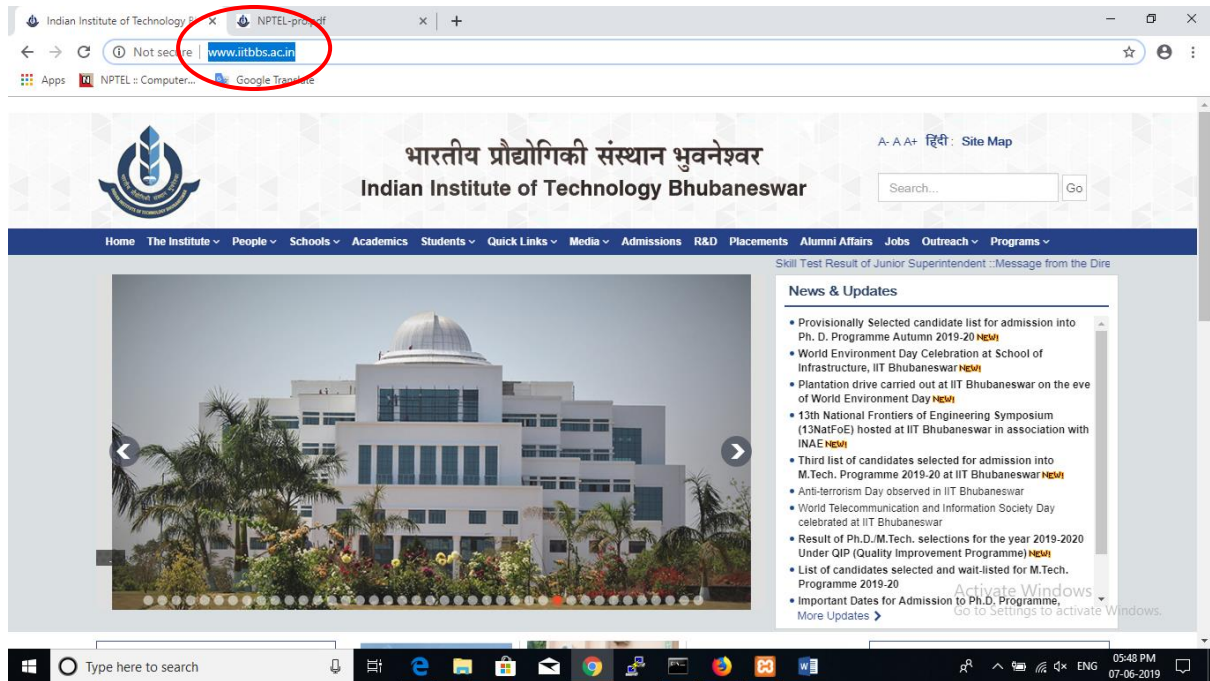 Indian Institute of Technology B
NPTEL-pro.pdf
Not secure
www.iitbbs.ac.in
Apps
NPTEL :: Computer...
Google Translate
भारतीय प्रौद्योगिकी संस्थान भुवनेश्वर
Indian Institute of Technology Bhubaneswar
A- A A+ हिंदी : Site Map
Search...
Go
Home The Institute People Schools Academics Students Quick Links Media Admissions R&D Placements Alumni Affairs Jobs Outreach Programs
Skill Test Result of Junior Superintendent ::Message from the Dire
News & Updates
Provisionally Selected candidate list for admission into
Ph. D. Programme Autumn 2019-20 NEW!
World Environment Day Celebration at School of
Infrastructure, IIT Bhubaneswar NEW!
Plantation drive carried out at IIT Bhubaneswar on the eve
of World Environment Day NEW!
13th National Frontiers of Engineering Symposium
(13NatFoE) hosted at IIT Bhubaneswar in association with
INAE NEW!
Third list of candidates selected for admission into
M.Tech. Programme 2019-20 at IIT Bhubaneswar NEW!
Anti-terrorism Day observed in IIT Bhubaneswar
World Telecommunication and Information Society Day
celebrated at IIT Bhubaneswar
Result of Ph.D./M.Tech. selections for the year 2019-2020
Under QIP (Quality Improvement Programme) NEW!
List of candidates selected and wait-listed for M.Tech.
Programme 2019-20
Important Dates for Admission to Ph.D. Programme,
More Updates
Activate Windows
Go to Settings to activate Windows.
Type here to search
ENG
05:48 PM
07-06-2019